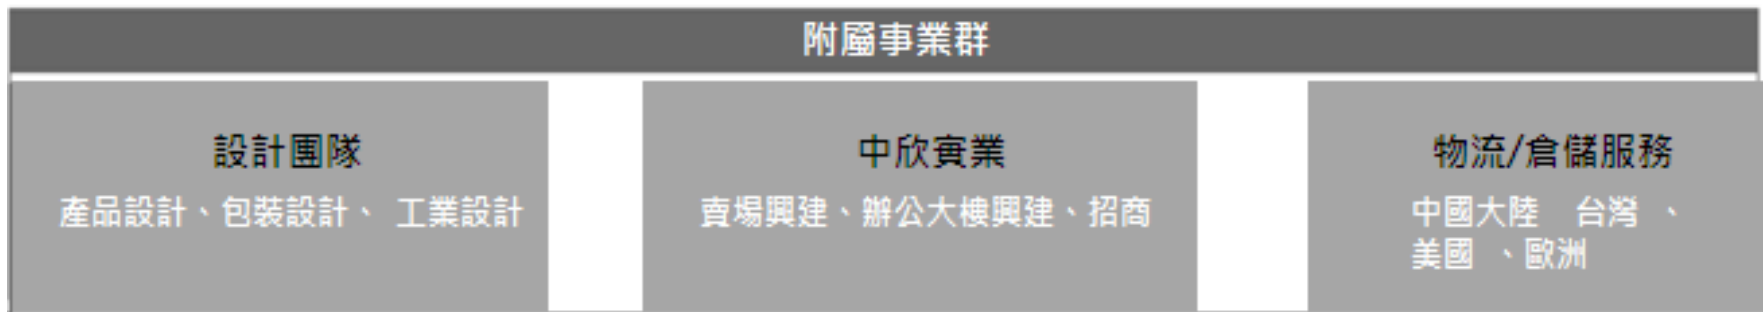 附屬事業群
設計團隊
產品設計、包裝設計、 工業設計
中欣實業
賣場興建、辦公大樓興建、招商
物流/倉儲服務
中國大陸　台灣 、
美國 、歐洲